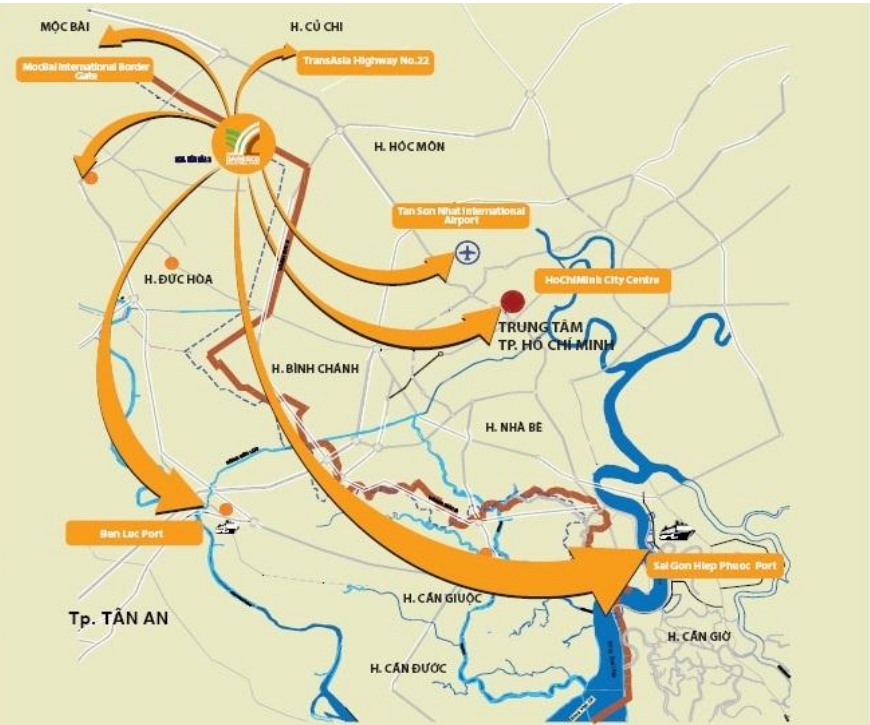 MỘC BÀI
H. CỦ CHI
MocBai International Border
Gate
TransAsia Highway No.22
H. HÓC MÔN
Tan Son Nhat International
Airport
H. ĐỨC HÒA
HoChiMinh City Centre
TRUNG TÂM
TP. HỒ CHÍ MINH
H. BÌNH CHÁNH
H. NHÀ BÈ
Ben Luc Port
Sai Gon Hiep Phuoc Port
H. CẦN GIUỘC
Tp. TÂN AN
H. CẦN GIỜ
H. CẦN ĐƯỚC